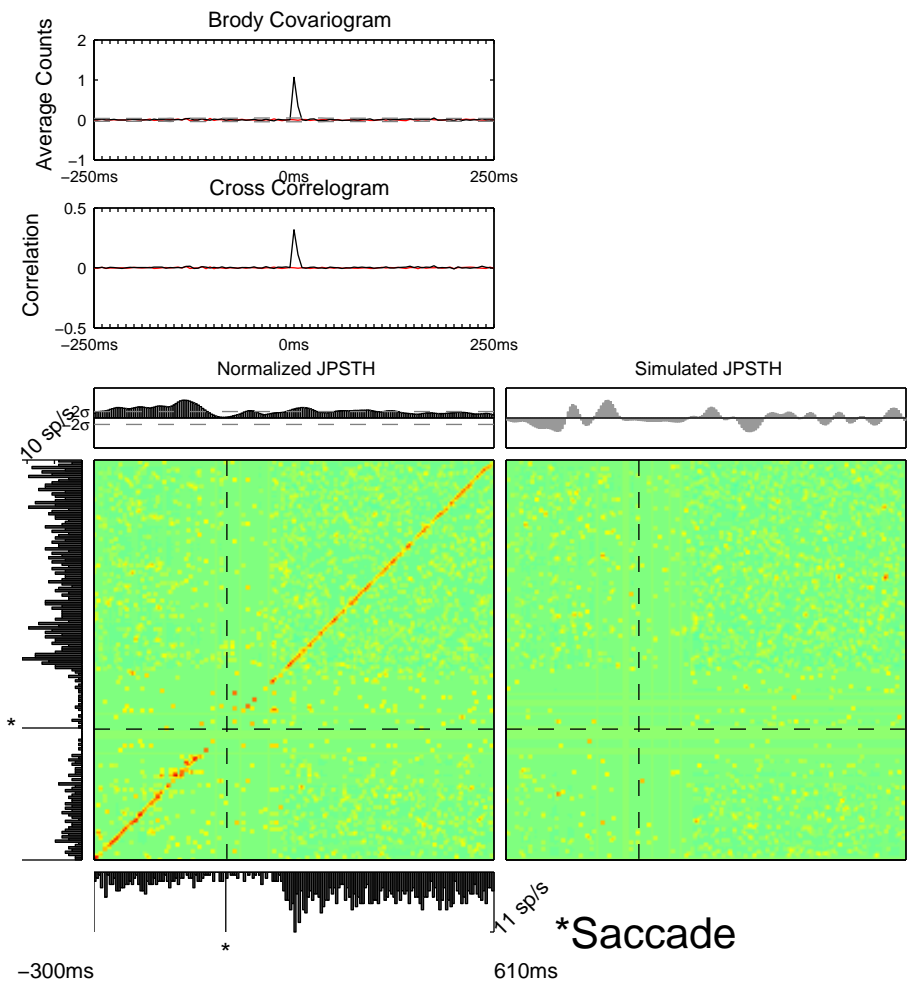 Brody Covariogram
Average Counts
2
1
0
−1
−250ms
0ms
250ms
Cross Correlogram
Correlation
0.5
0
−0.5
−250ms
0ms
250ms
Normalized JPSTH
Simulated JPSTH
2σ
−2σ
10 sp/s
*
11 sp/s
*
*Saccade
−300ms
610ms